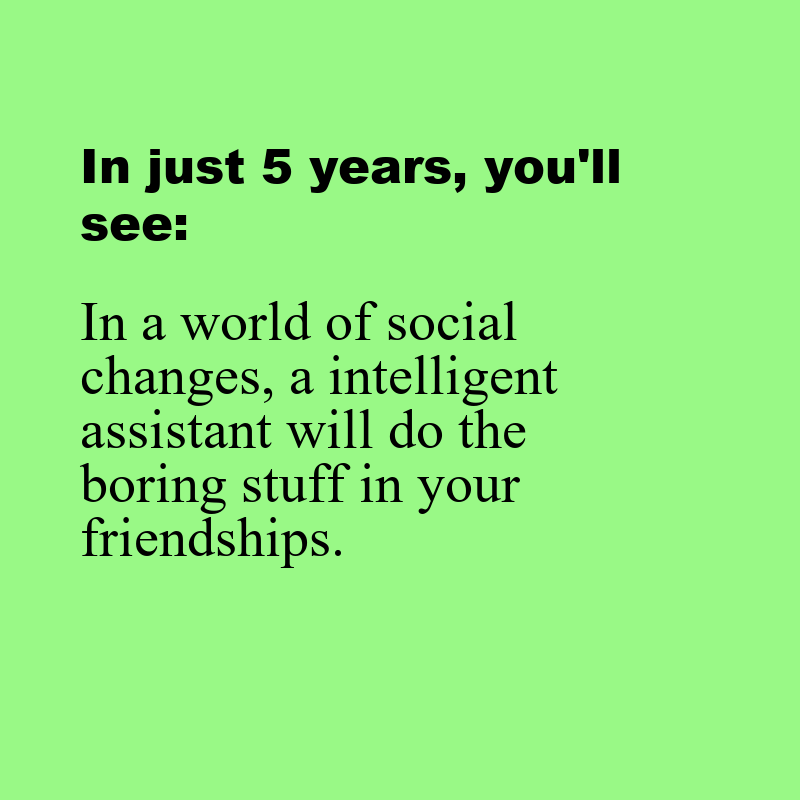 In just 5 years, you'll
see:
In a world of social
changes, a intelligent
assistant will do the
boring stuff in your
friendships.